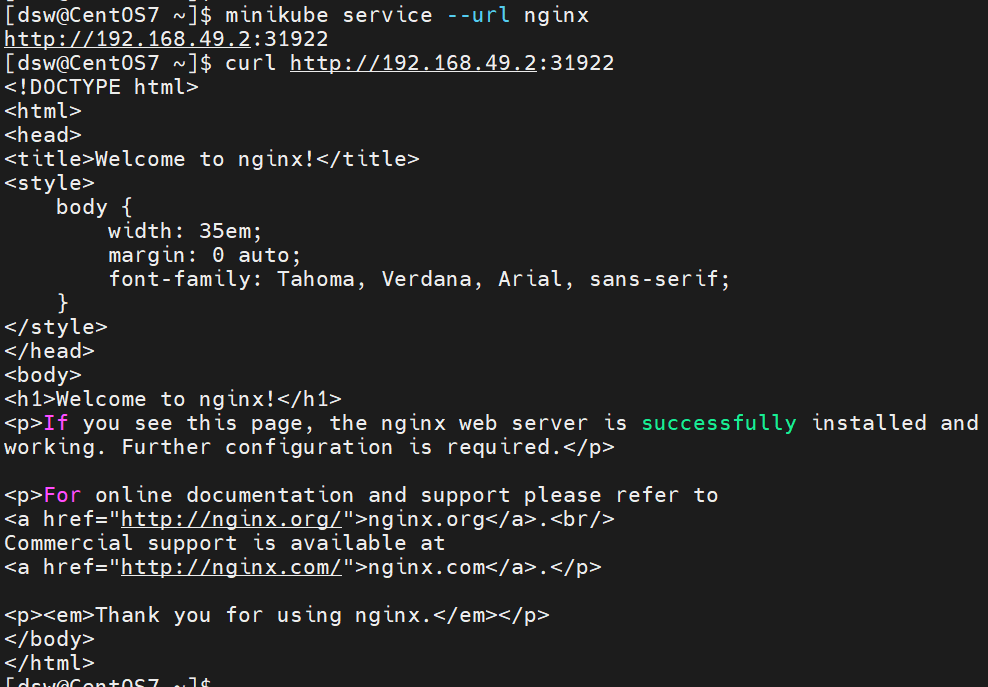 [dsw@CentOS7 ~]$ minikube service --url nginx
http://192.168.49.2:31922
[dsw@CentOS7 ~]$ curl http://192.168.49.2:31922
<!DOCTYPE html>
<html>
<head>
<title>Welcome to nginx!</title>
<style>
    body {
        width: 35em;
        margin: 0 auto;
        font-family: Tahoma, Verdana, Arial, sans-serif;
    }
</style>
</head>
<body>
<h1>Welcome to nginx!</h1>
<p>If you see this page, the nginx web server is successfully installed and
working. Further configuration is required.</p>

<p>For online documentation and support please refer to
<a href="http://nginx.org/">nginx.org</a>.<br/>
Commercial support is available at
<a href="http://nginx.com/">nginx.com</a>.</p>

<p><em>Thank you for using nginx.</em></p>
</body>
</html>
[dsw@CentOS7 ~]$